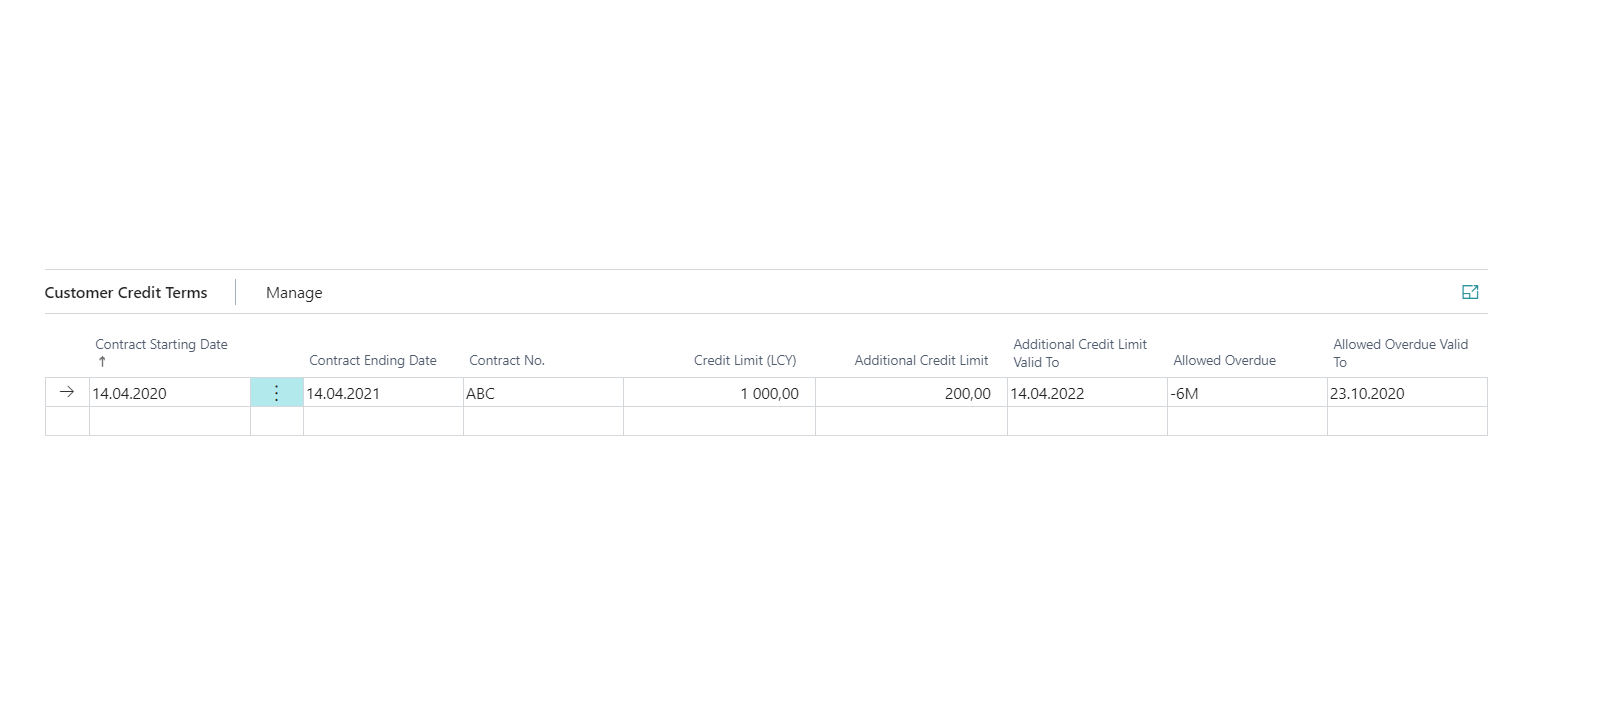 Customer Credit Terms Manage
Contract Starting Date ↑ Contract Ending Date Contract No. Credit Limit (LCY) Additional Credit Limit Additional Credit Limit Valid To Allowed Overdue Allowed Overdue Valid To
14.04.2020 14.04.2021 ABC 1 000,00 200,00 14.04.2022 -6M 23.10.2020